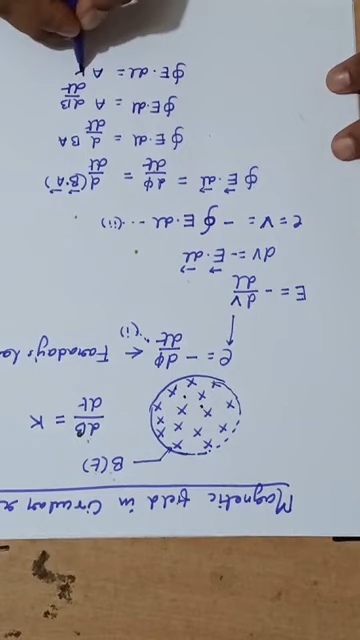 Magnetic field in Circular
B(t)
dB/dt = K
e = - dφ/dt ...(i) ← Faraday's
E = - dV/dl
dV = - E⃗·dl⃗
e = V = - ∮E·dl ...(ii)
∮E⃗·dl⃗ = dφ/dt = d/dt (B⃗·A⃗)
∮E·dl = d/dt BA
∮E·dl = A dB/dt
∮E·dl = A K